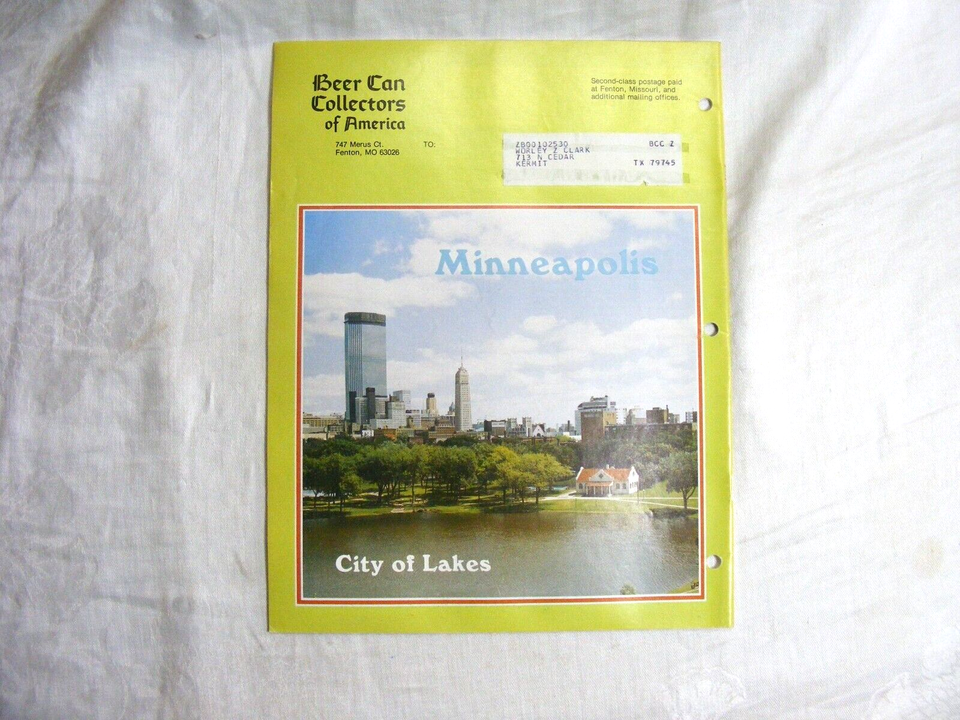 Beer Can
Collectors
of America
747 Merus Ct.
Fenton, MO 63026
TO:
Second-class postage paid
at Fenton, Missouri, and
additional mailing offices.
ZB00102530 BCC 2
WORLEY Z CLARK
713 N CEDAR
KERMIT TX 79745
Minneapolis
City of Lakes